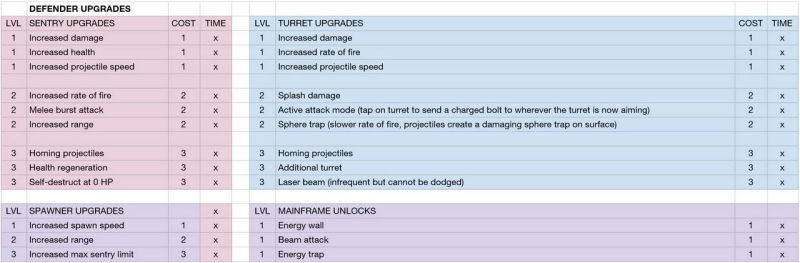 DEFENDER UPGRADES
LVL SENTRY UPGRADES COST TIME
1 Increased damage 1 x
1 Increased health 1 x
1 Increased projectile speed 1 x
2 Increased rate of fire 2 x
2 Melee burst attack 2 x
2 Increased range 2 x
3 Homing projectiles 3 x
3 Health regeneration 3 x
3 Self-destruct at 0 HP 3 x
LVL TURRET UPGRADES COST TIME
1 Increased damage 1 x
1 Increased rate of fire 1 x
1 Increased projectile speed 1 x
2 Splash damage 2 x
2 Active attack mode (tap on turret to send a charged bolt to wherever the turret is now aiming) 2 x
2 Sphere trap (slower rate of fire, projectiles create a damaging sphere trap on surface) 2 x
3 Homing projectiles 3 x
3 Additional turret 3 x
3 Laser beam (infrequent but cannot be dodged) 3 x
LVL SPAWNER UPGRADES x
1 Increased spawn speed 1 x
2 Increased range 2 x
3 Increased max sentry limit 3 x
LVL MAINFRAME UNLOCKS
1 Energy wall 1 x
1 Beam attack 1 x
1 Energy trap 1 x